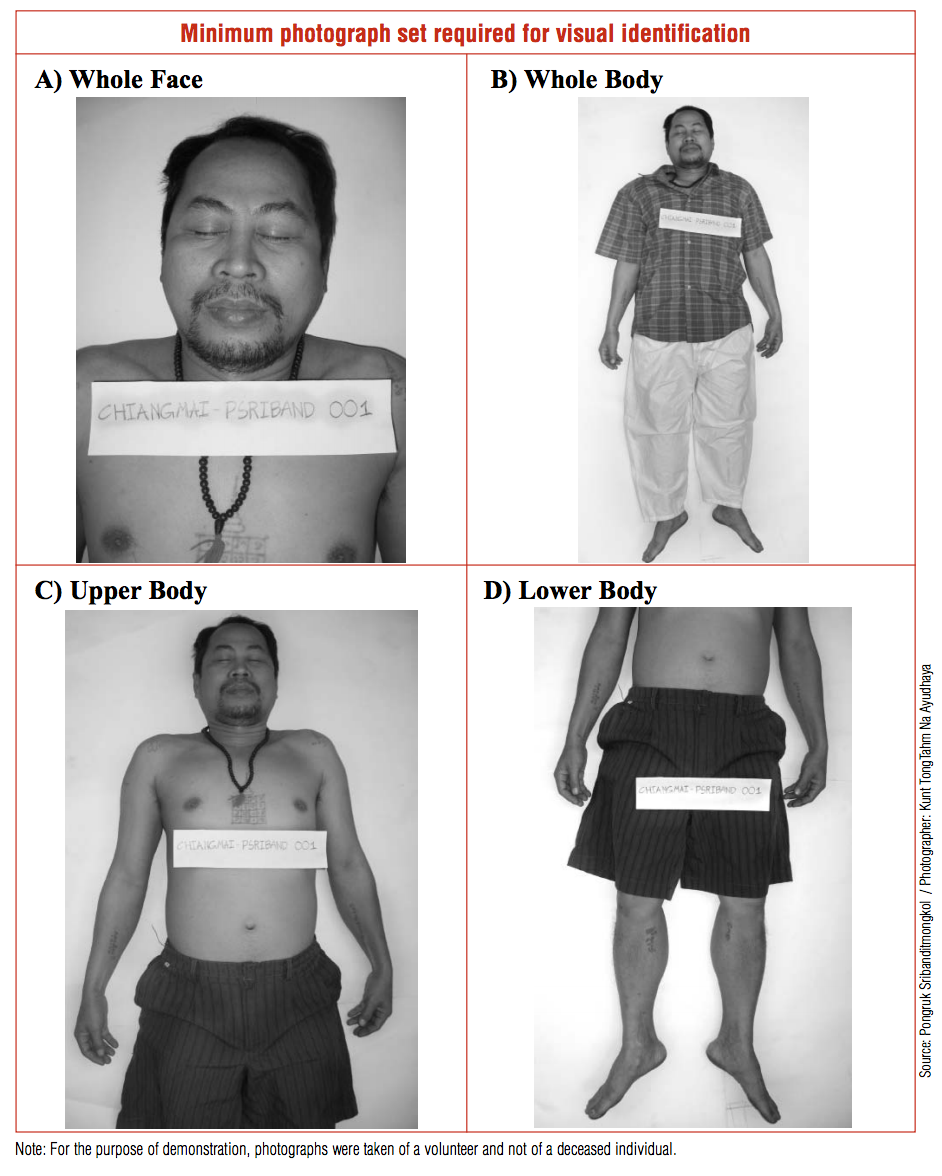 Minimum photograph set required for visual identification
A) Whole Face
CHIANGMAI-PSRIBAND 001
B) Whole Body
CHIANGMAI PSRIBAND 001
C) Upper Body
CHIANGMAI-PSRIBAND 001
D) Lower Body
CHIANGMAI-PSRIBAND 001
Source: Pongruk Sribanditmongkol / Photographer: Kunt TongTahm Na Ayudhaya
Note: For the purpose of demonstration, photographs were taken of a volunteer and not of a deceased individual.